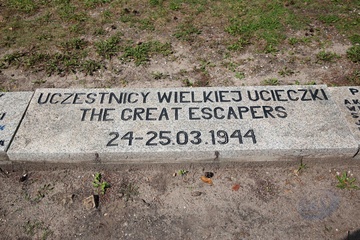 UCZESTNICY WIELKIEJ UCIECZKI
THE GREAT ESCAPERS
24-25.03.1944